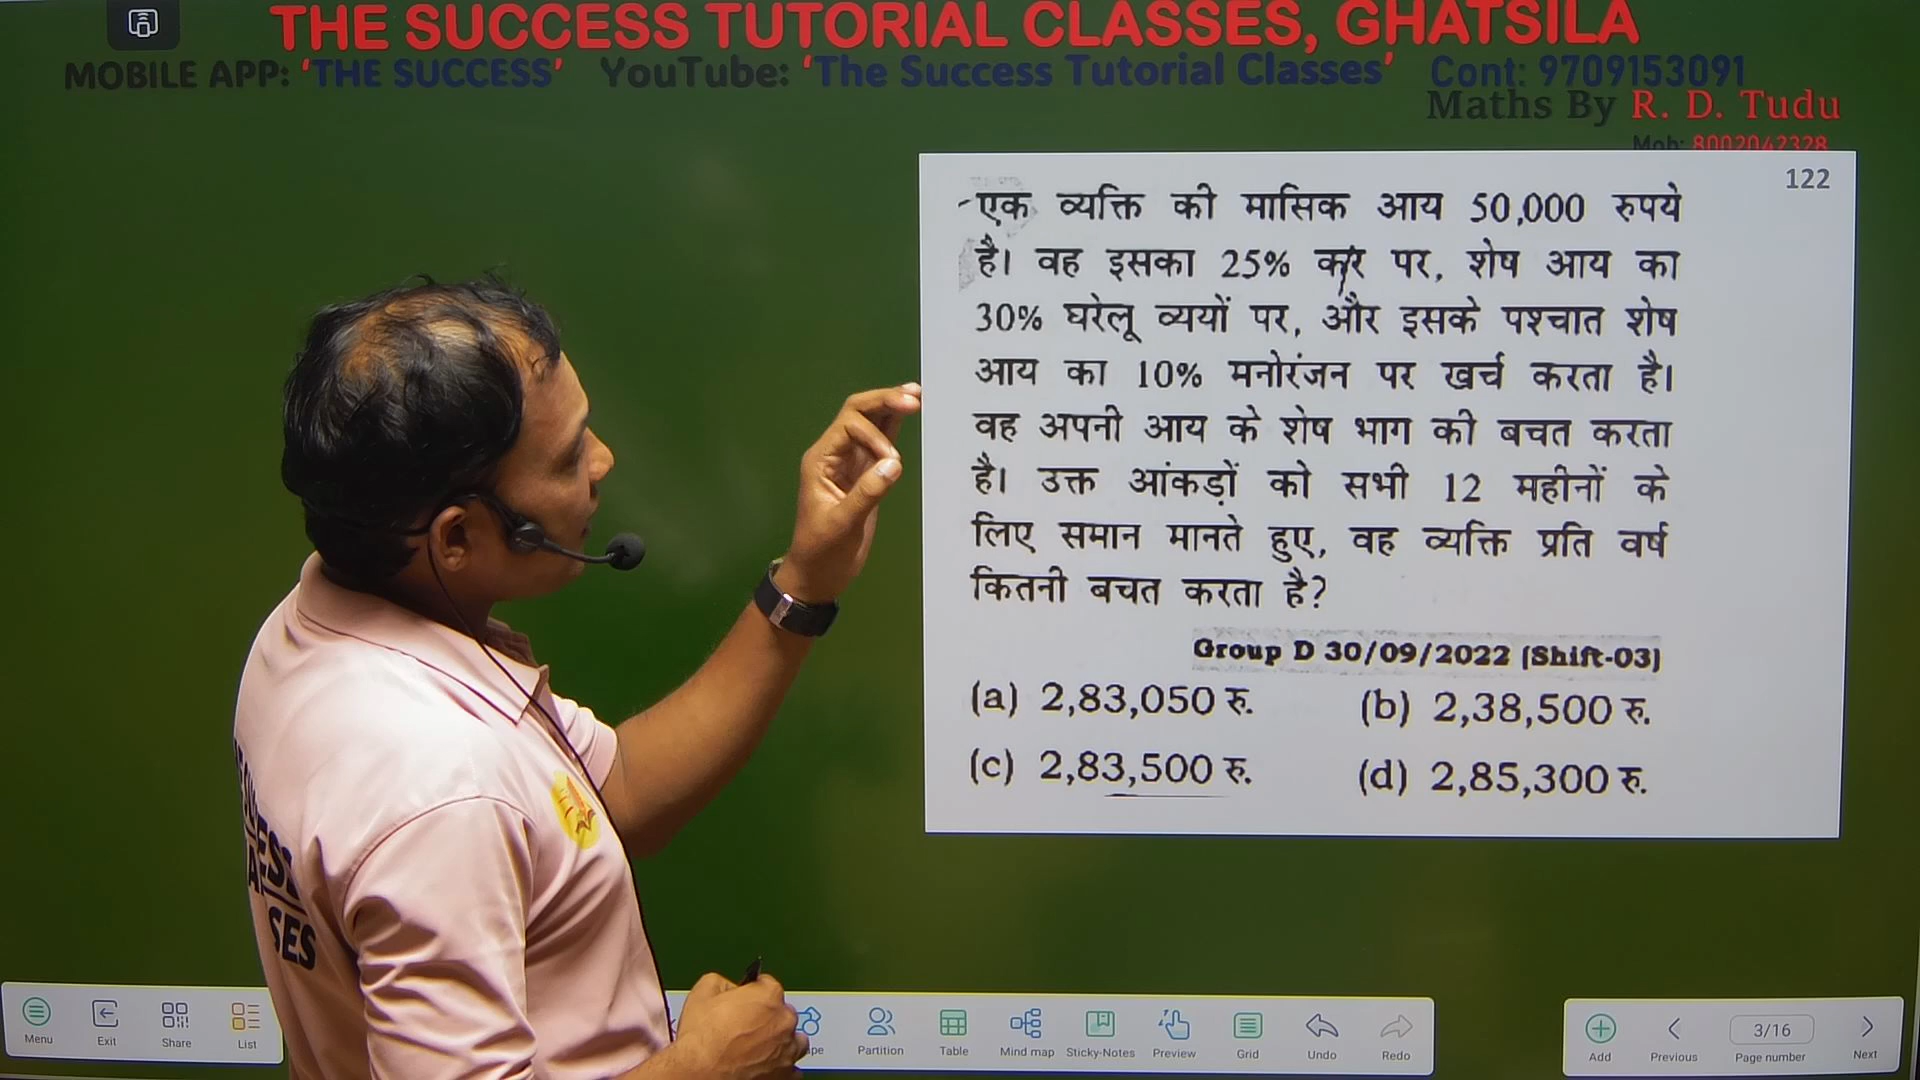 THE SUCCESS TUTORIAL CLASSES, GHATSILA
MOBILE APP: 'THE SUCCESS' YouTube: 'The Success Tutorial Classes' Cont: 9709153091
Maths By R. D. Tudu
Mob: 8002042328
122
एक व्यक्ति की मासिक आय 50,000 रुपये
है। वह इसका 25% कर पर, शेष आय का
30% घरेलू व्ययों पर, और इसके पश्चात शेष
आय का 10% मनोरंजन पर खर्च करता है।
वह अपनी आय के शेष भाग की बचत करता
है। उक्त आंकड़ों को सभी 12 महीनों के
लिए समान मानते हुए, वह व्यक्ति प्रति वर्ष
कितनी बचत करता है?
Group D 30/09/2022 (Shift-03)
(a) 2,83,050 रु. (b) 2,38,500 रु.
(c) 2,83,500 रु. (d) 2,85,300 रु.
SES
Menu Exit Share List Partition Table Mind map Sticky-Notes Preview Grid Undo Redo Add Previous 3/16 Page number Next